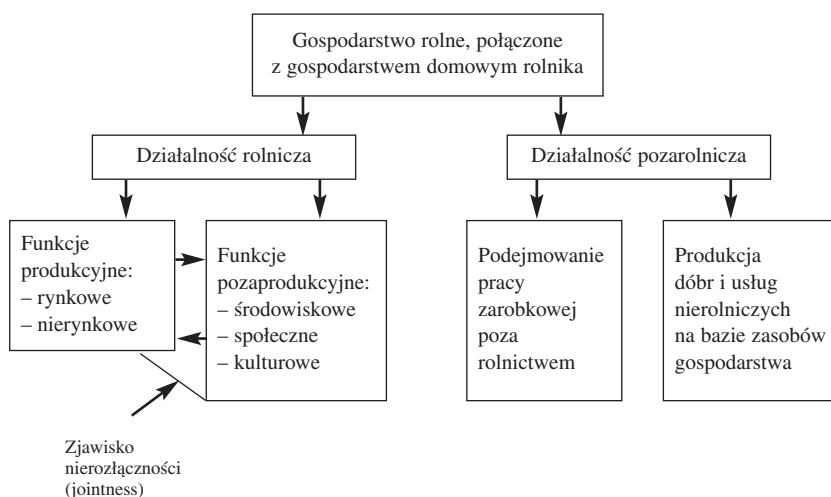 Gospodarstwo rolne, połączone
z gospodarstwem domowym rolnika
Działalność rolnicza
Działalność pozarolnicza
Funkcje
produkcyjne:
– rynkowe
– nierynkowe
Funkcje
pozaprodukcyjne:
– środowiskowe
– społeczne
– kulturowe
Podejmowanie
pracy
zarobkowej
poza
rolnictwem
Produkcja
dóbr i usług
nierolniczych
na bazie zasobów
gospodarstwa
Zjawisko
nierozłączności
(jointness)